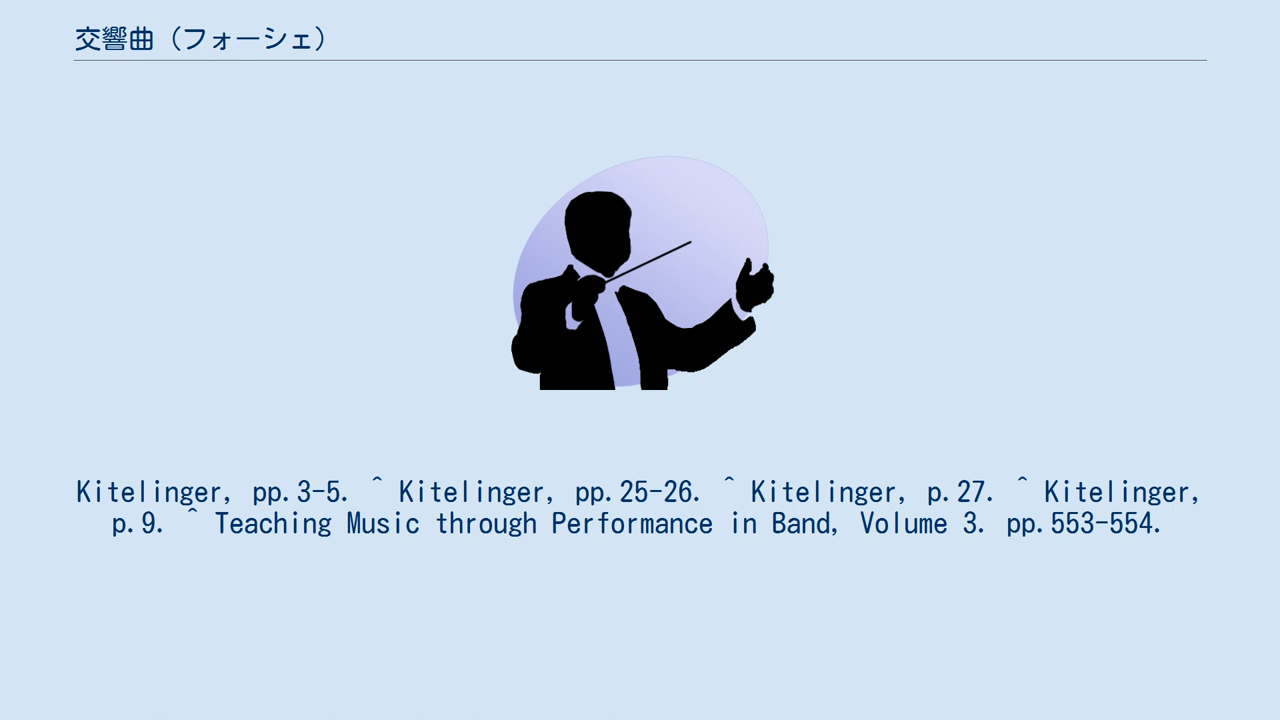 交響曲（フォーシェ）
Kitelinger, pp.3-5. ^ Kitelinger, pp.25-26. ^ Kitelinger, p.27. ^ Kitelinger,
p.9. ^ Teaching Music through Performance in Band, Volume 3. pp.553-554.